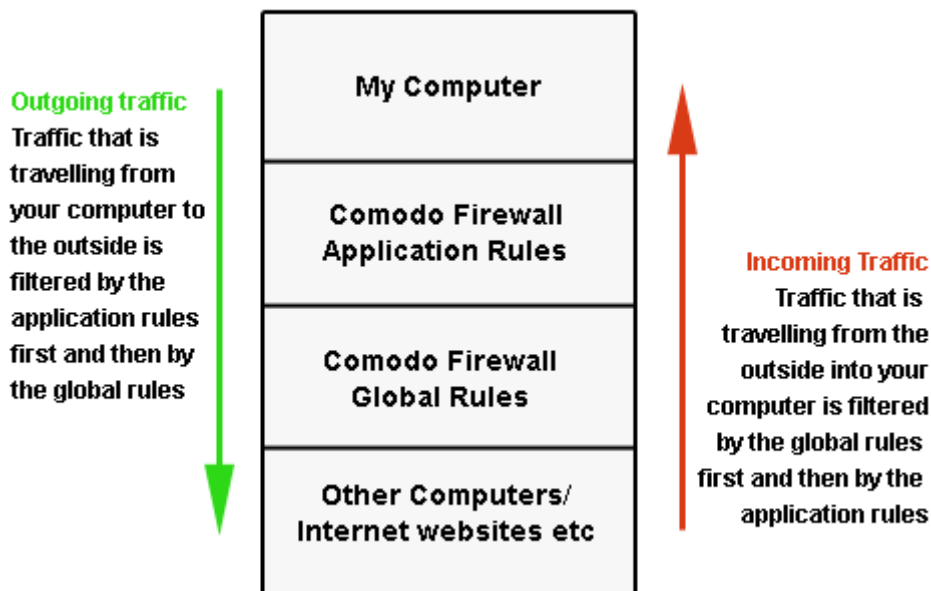 My Computer
Outgoing traffic
Traffic that is
travelling from
your computer to
the outside is
filtered by the
application rules
first and then by
the global rules
Comodo Firewall
Application Rules
Incoming Traffic
Traffic that is
travelling from the
outside into your
computer is filtered
by the global rules
first and then by the
application rules
Comodo Firewall
Global Rules
Other Computers/
Internet websites etc